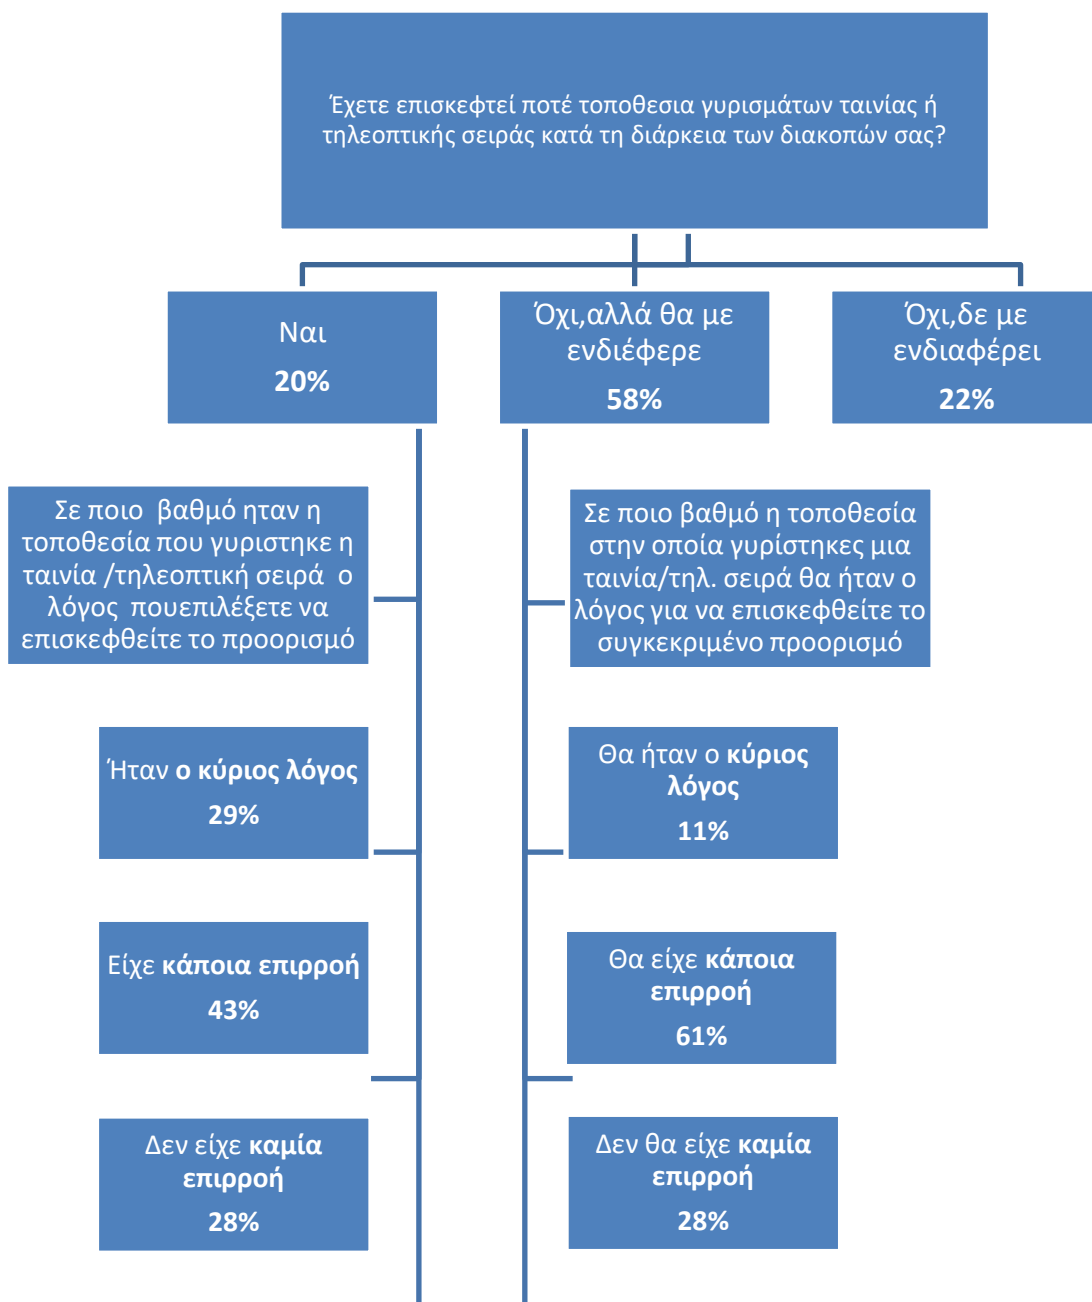 Έχετε επισκεφτεί ποτέ τοποθεσια γυρισμάτων ταινίας ή
τηλεοπτικής σειράς κατά τη διάρκεια των διακοπών σας?
Ναι
20%
Όχι,αλλά θα με
ενδιέφερε
58%
Όχι,δε με
ενδιαφέρει
22%
Σε ποιο βαθμό ηταν η
τοποθεσία που γυριστηκε η
ταινία /τηλεοπτική σειρά ο
λόγος πουεπιλέξετε να
επισκεφθείτε το προορισμό
Σε ποιο βαθμό η τοποθεσία
στην οποία γυρίστηκες μια
ταινία/τηλ. σειρά θα ήταν ο
λόγος για να επισκεφθείτε το
συγκεκριμένο προορισμό
Ήταν ο κύριος λόγος
29%
Θα ήταν ο κύριος
λόγος
11%
Είχε κάποια επιρροή
43%
Θα είχε κάποια
επιρροή
61%
Δεν είχε καμία
επιρροή
28%
Δεν θα είχε καμία
επιρροή
28%